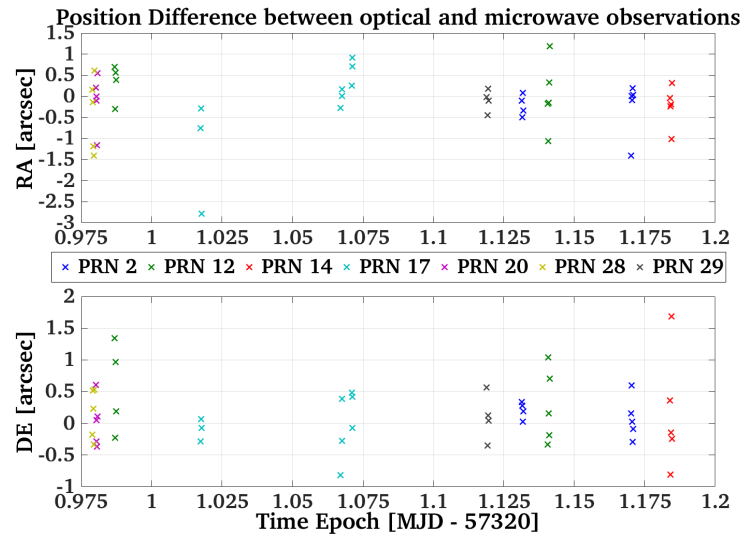 Position Difference between optical and microwave observations
RA [arcsec]
1.5
1
0.5
0
-0.5
-1
-1.5
-2
-2.5
-3
0.975 1 1.025 1.05 1.075 1.1 1.125 1.15 1.175 1.2
PRN 2 PRN 12 PRN 14 PRN 17 PRN 20 PRN 28 PRN 29
DE [arcsec]
2
1.5
1
0.5
0
-0.5
-1
0.975 1 1.025 1.05 1.075 1.1 1.125 1.15 1.175 1.2
Time Epoch [MJD - 57320]